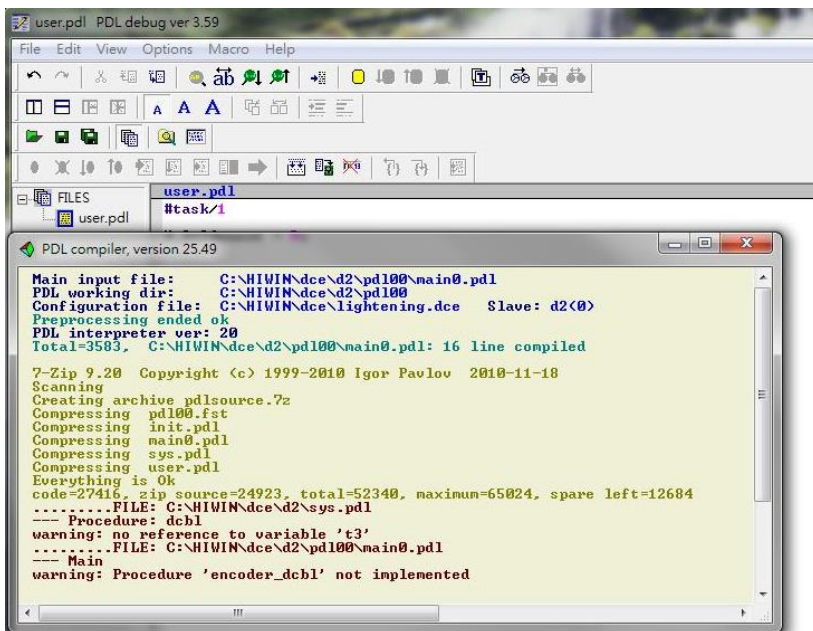 user.pdl PDL debug ver 3.59
File Edit View Options Macro Help
FILES
user.pdl
user.pdl
#task/1
PDL compiler, version 25.49
Main input file: C:\HIWIN\dce\d2\pdl00\main0.pdl
PDL working dir: C:\HIWIN\dce\d2\pdl00
Configuration file: C:\HIWIN\dce\lightening.dce Slave: d2(0)
Preprocessing ended ok
PDL interpreter ver: 20
Total=3583, C:\HIWIN\dce\d2\pdl00\main0.pdl: 16 line compiled
7-Zip 9.20 Copyright (c) 1999-2010 Igor Pavlov 2010-11-18
Scanning
Creating archive pdlsource.7z
Compressing pdl00.fst
Compressing init.pdl
Compressing main0.pdl
Compressing sys.pdl
Compressing user.pdl
Everything is Ok
code=27416, zip source=24923, total=52340, maximum=65024, spare left=12684
.........FILE: C:\HIWIN\dce\d2\sys.pdl
--- Procedure: dcbl
warning: no reference to variable 't3'
.........FILE: C:\HIWIN\dce\d2\pdl00\main0.pdl
--- Main
warning: Procedure 'encoder_dcbl' not implemented